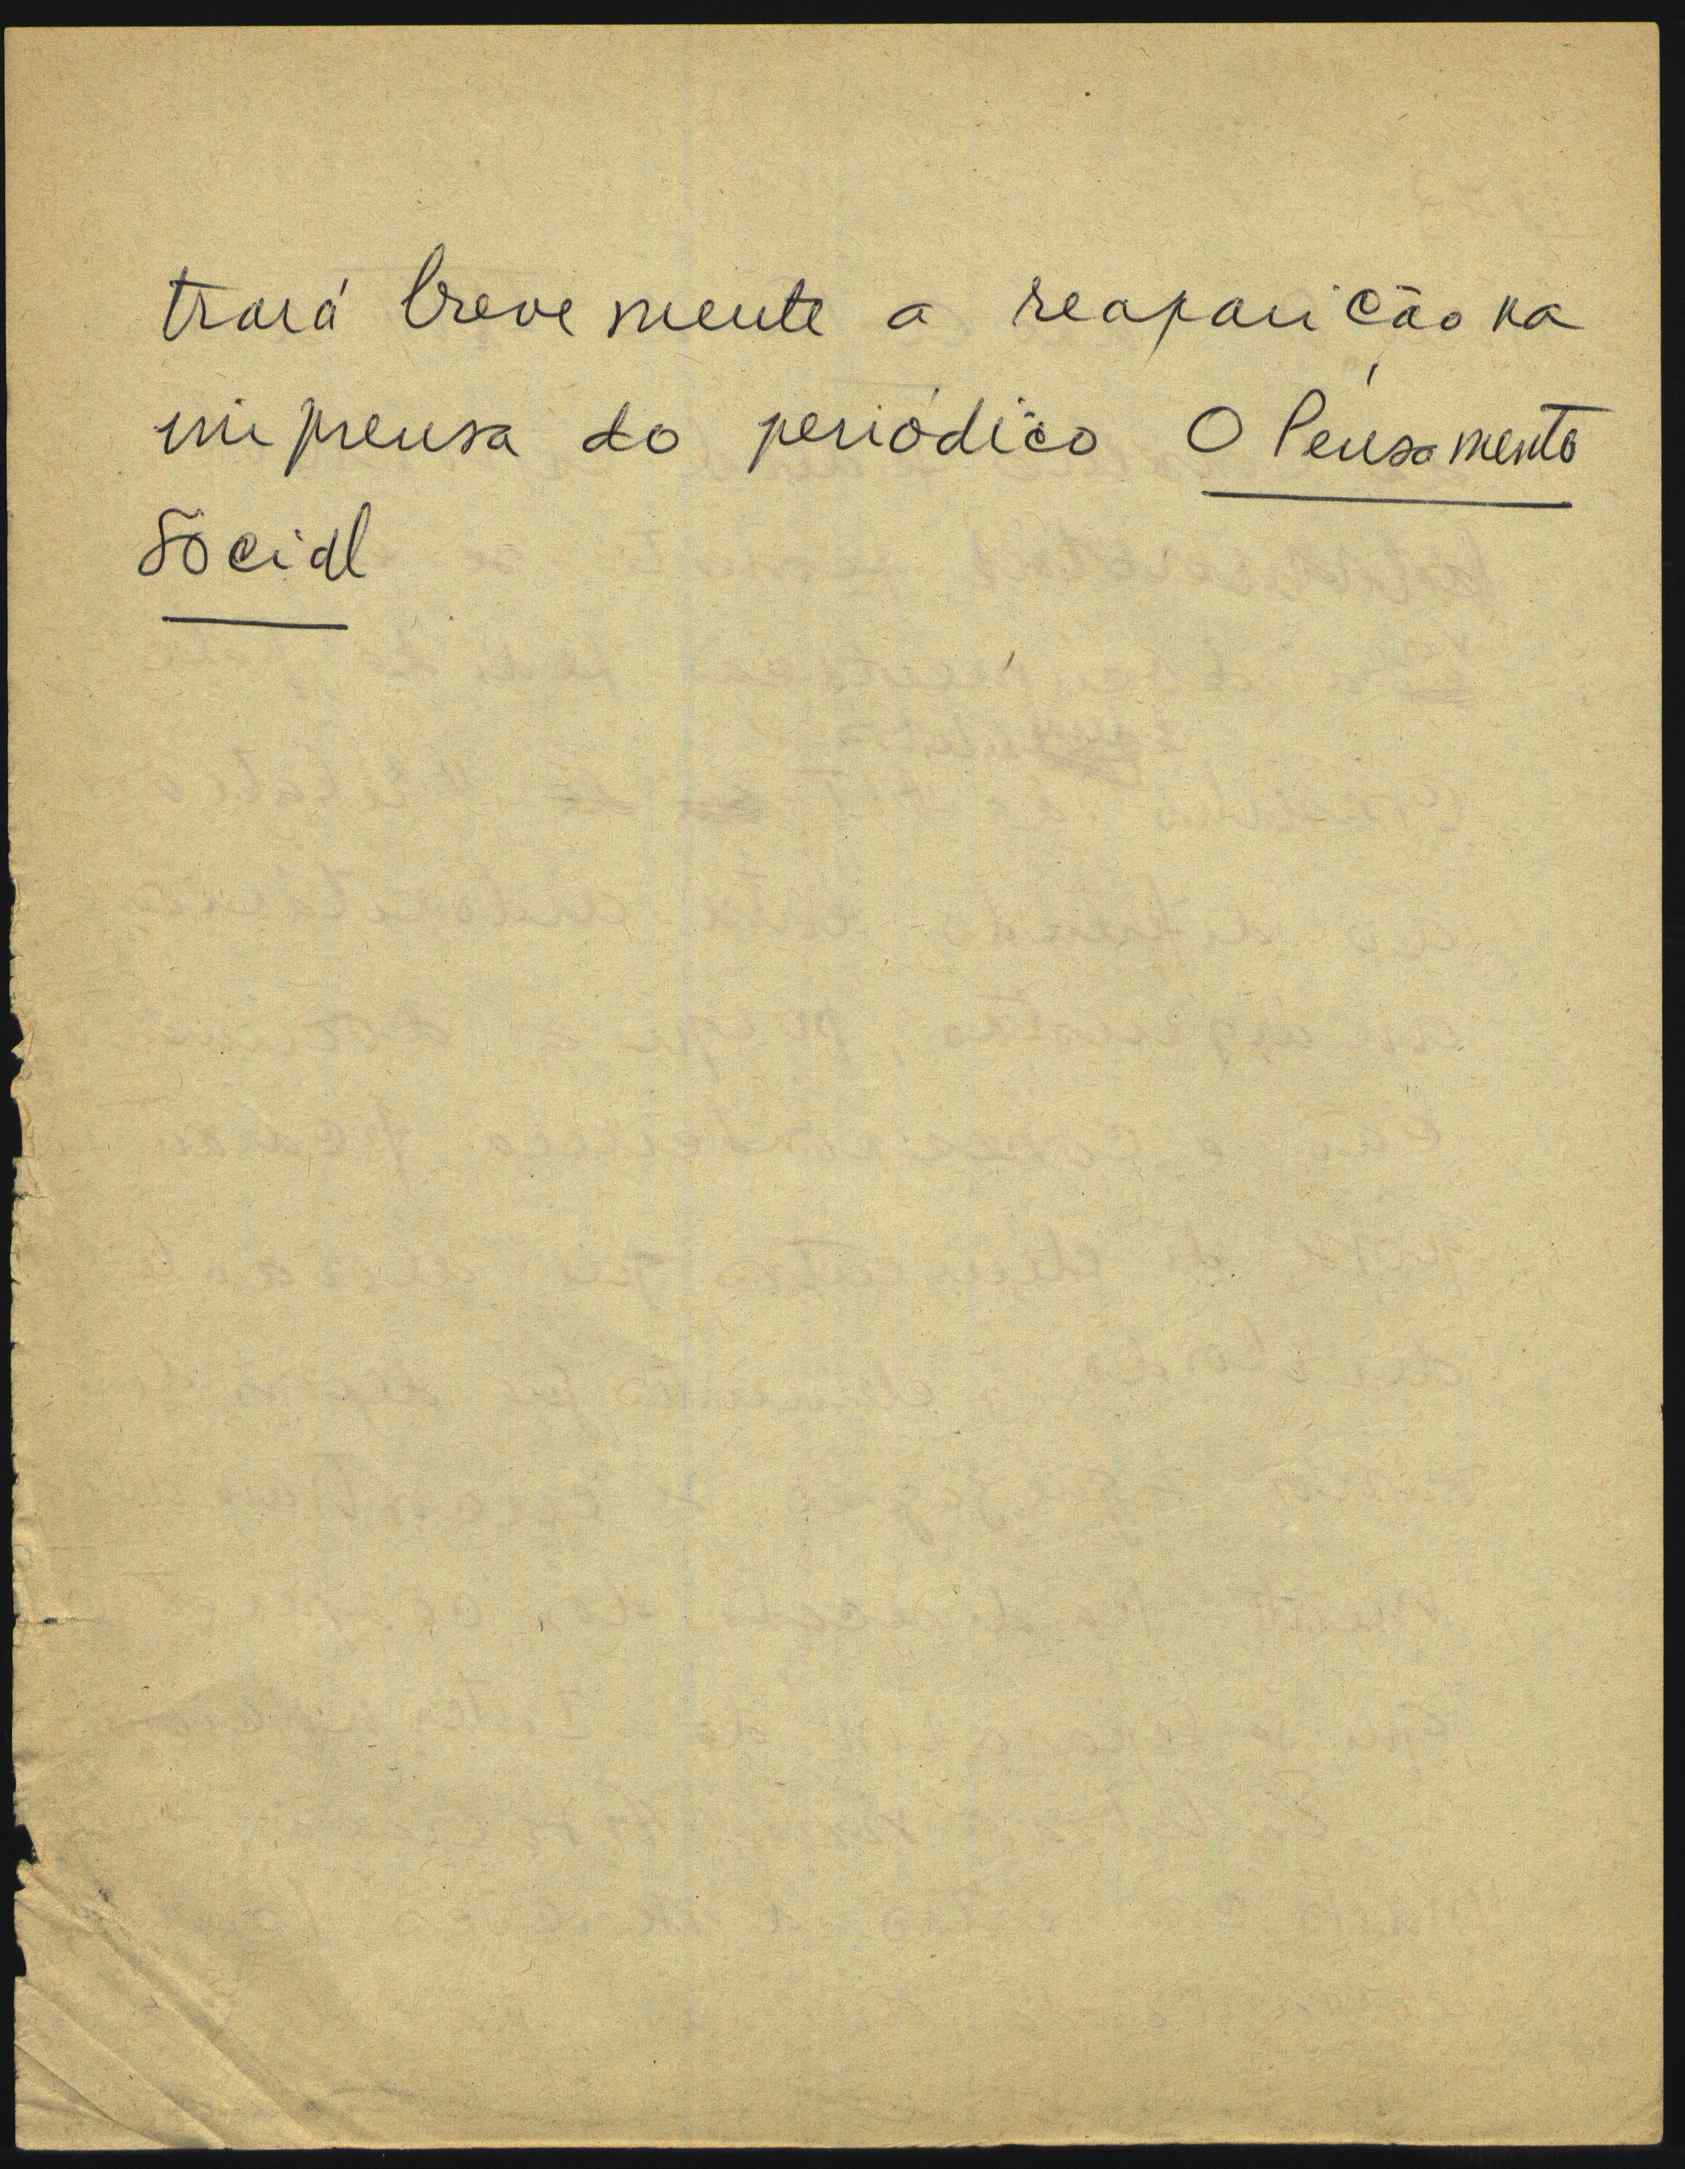 trará brevemente a reaparição na
imprensa do periódico O Pensamento
Social